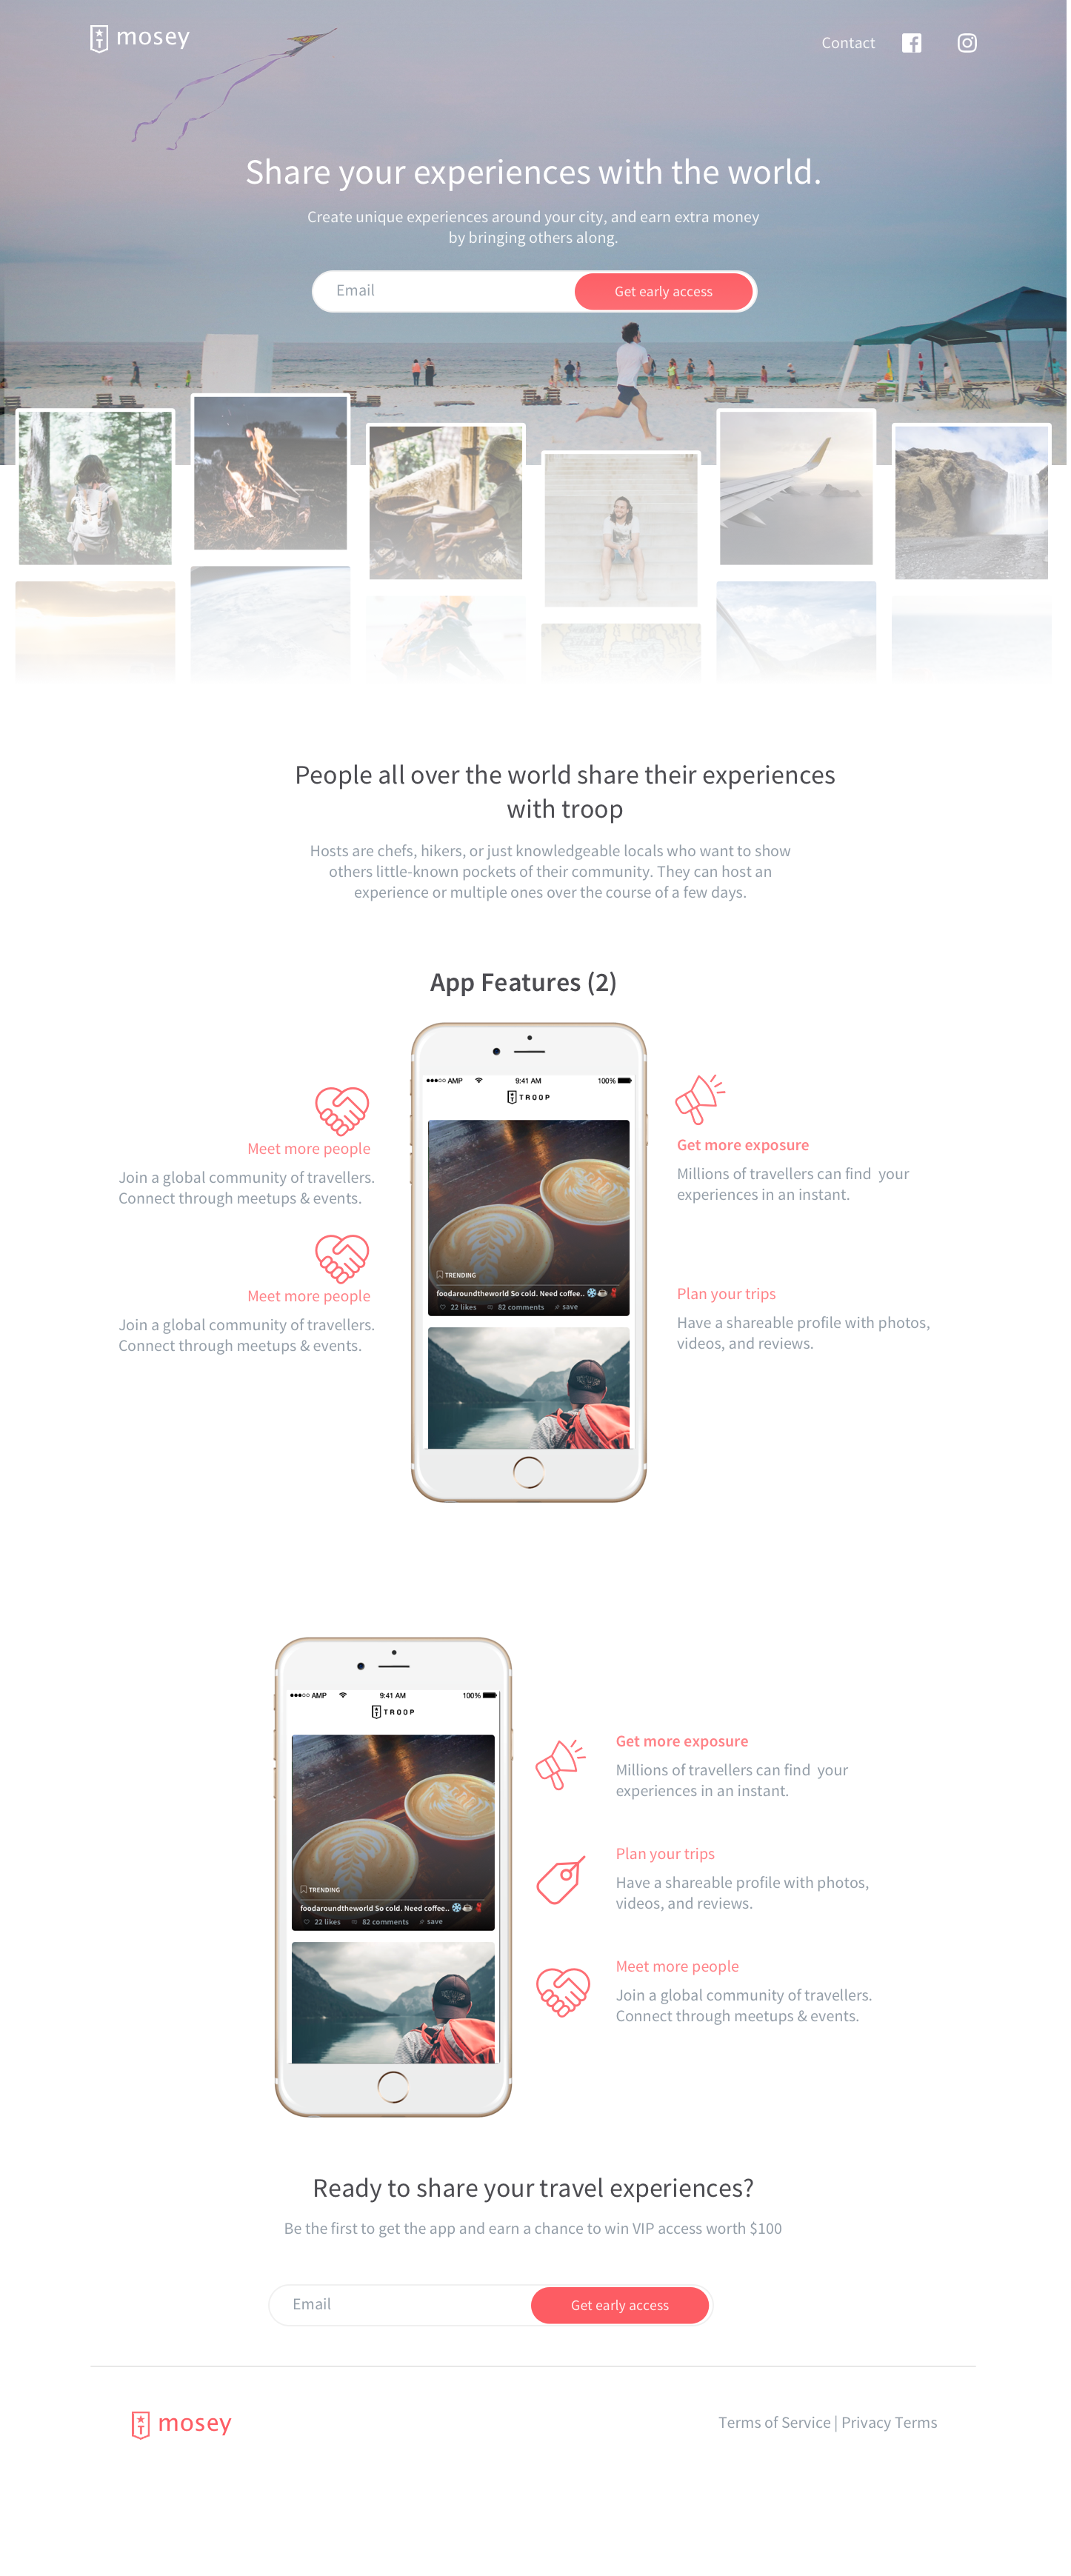 mosey
Contact
Share your experiences with the world.
Create unique experiences around your city, and earn extra money
by bringing others along.
Email
Get early access
People all over the world share their experiences
with troop
Hosts are chefs, hikers, or just knowledgeable locals who want to show
others little-known pockets of their community. They can host an
experience or multiple ones over the course of a few days.
App Features (2)
Meet more people
Join a global community of travellers.
Connect through meetups & events.
Meet more people
Join a global community of travellers.
Connect through meetups & events.
AMP 9:41 AM 100%
TROOP
TRENDING
foodaroundtheworld So cold. Need coffee..
22 likes 82 comments save
Get more exposure
Millions of travellers can find  your
experiences in an instant.
Plan your trips
Have a shareable profile with photos,
videos, and reviews.
AMP 9:41 AM 100%
TROOP
TRENDING
foodaroundtheworld So cold. Need coffee..
22 likes 82 comments save
Get more exposure
Millions of travellers can find  your
experiences in an instant.
Plan your trips
Have a shareable profile with photos,
videos, and reviews.
Meet more people
Join a global community of travellers.
Connect through meetups & events.
Ready to share your travel experiences?
Be the first to get the app and earn a chance to win VIP access worth $100
Email
Get early access
mosey
Terms of Service | Privacy Terms